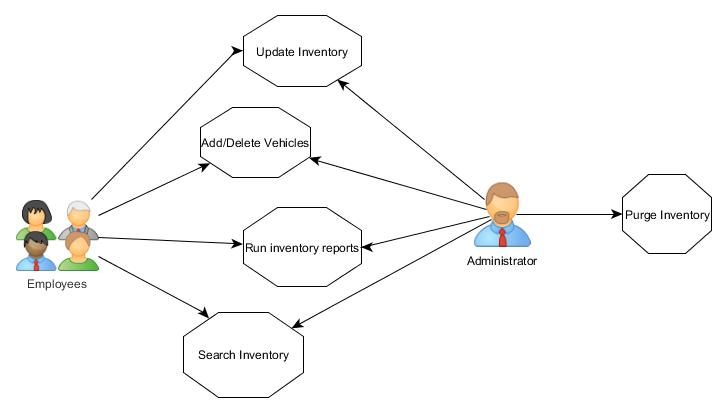 Update Inventory
Add/Delete Vehicles
Purge Inventory
Run inventory reports
Administrator
Employees
Search Inventory